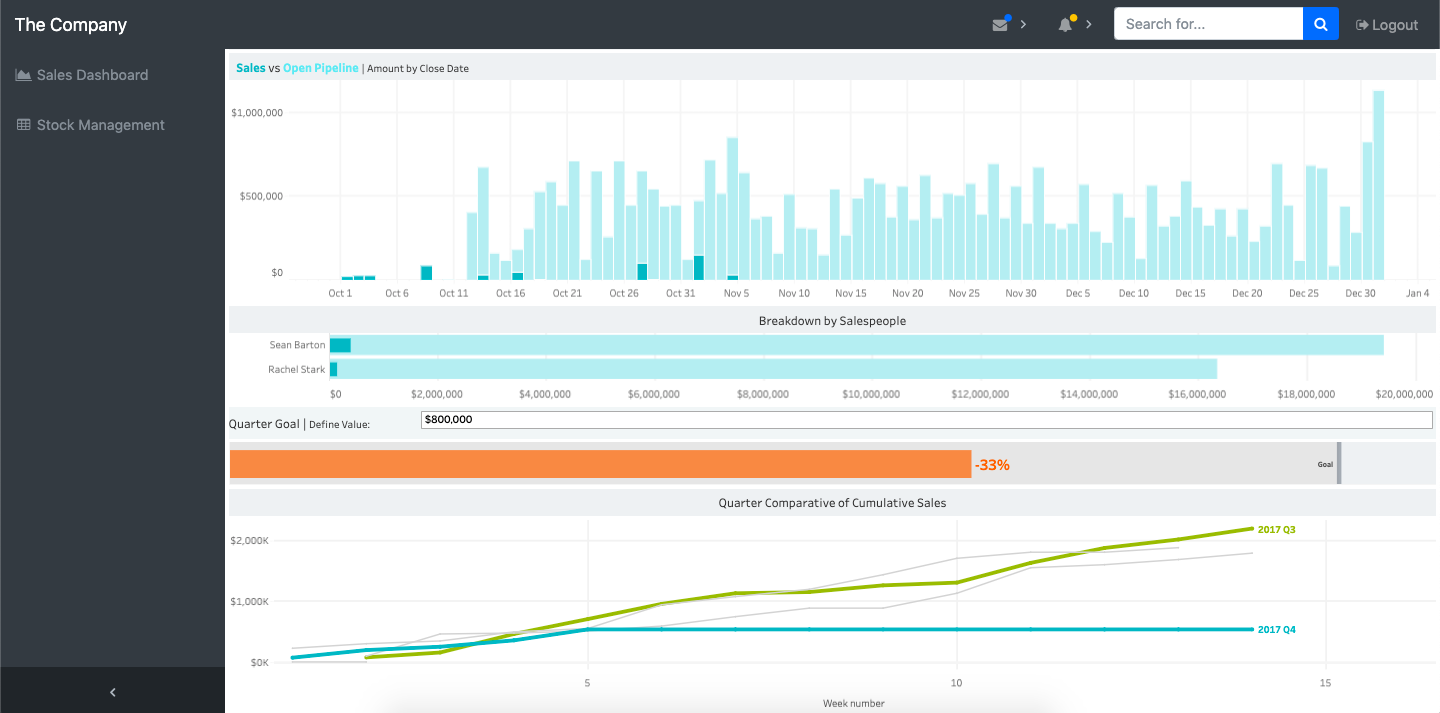 The Company
Search for...
Logout
Sales Dashboard
Stock Management
Sales vs Open Pipeline | Amount by Close Date
$1,000,000
$500,000
$0
Oct 1 Oct 6 Oct 11 Oct 16 Oct 21 Oct 26 Oct 31 Nov 5 Nov 10 Nov 15 Nov 20 Nov 25 Nov 30 Dec 5 Dec 10 Dec 15 Dec 20 Dec 25 Dec 30 Jan 4
Breakdown by Salespeople
Sean Barton
Rachel Stark
$0 $2,000,000 $4,000,000 $6,000,000 $8,000,000 $10,000,000 $12,000,000 $14,000,000 $16,000,000 $18,000,000 $20,000,000
Quarter Goal | Define Value:
$800,000
-33%
Goal
Quarter Comparative of Cumulative Sales
2017 Q3
$2,000K
$1,000K
2017 Q4
$0K
5 10 15
Week number